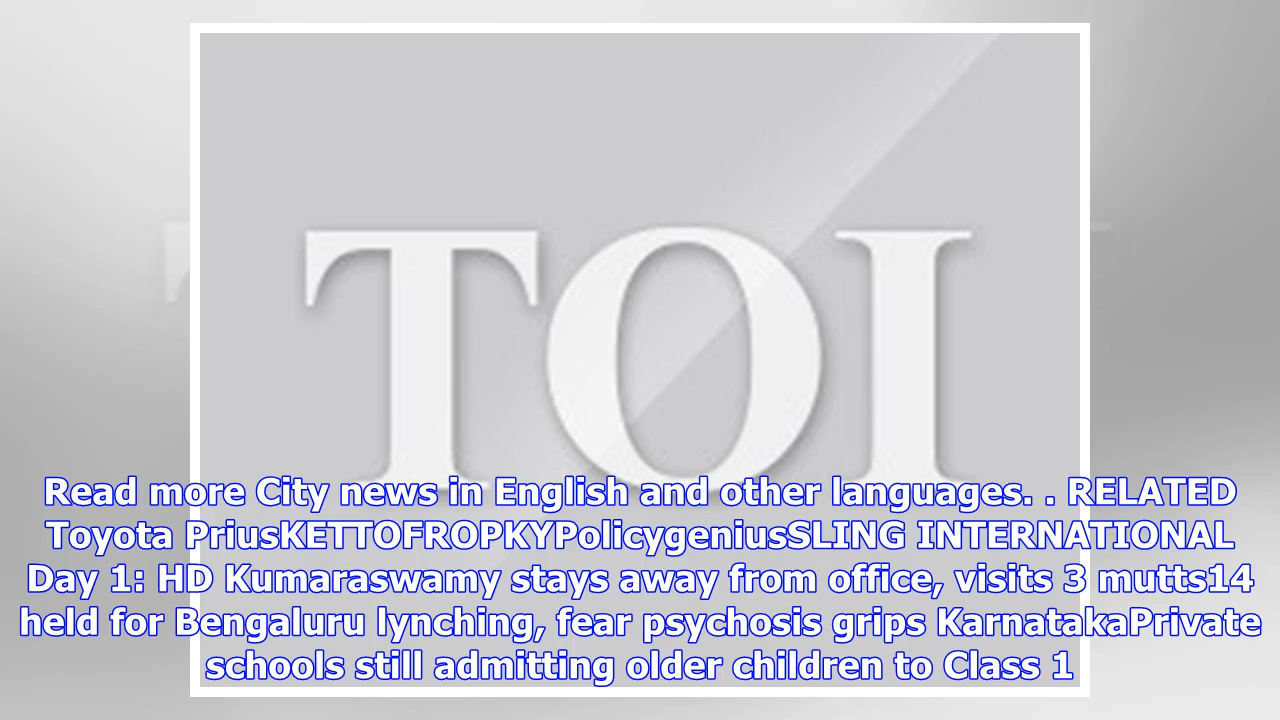 TOI
Read more City news in English and other languages. . RELATED
Toyota PriusKETTOFROPKYPolicygeniusSLING INTERNATIONAL
Day 1: HD Kumaraswamy stays away from office, visits 3 mutts14
held for Bengaluru lynching, fear psychosis grips KarnatakaPrivate
schools still admitting older children to Class 1